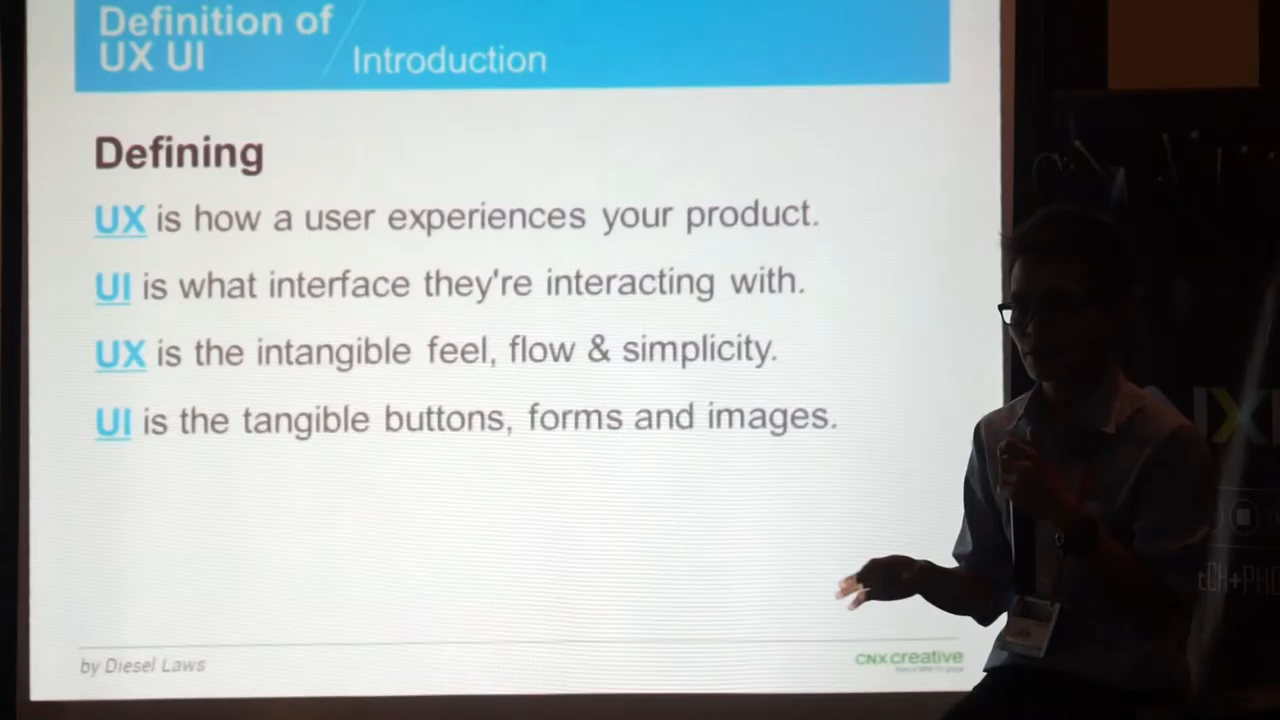 Definition of
UX UI
Introduction
Defining
UX is how a user experiences your product.
UI is what interface they're interacting with.
UX is the intangible feel, flow & simplicity.
UI is the tangible buttons, forms and images.
by Diesel Laws
CNXcreative